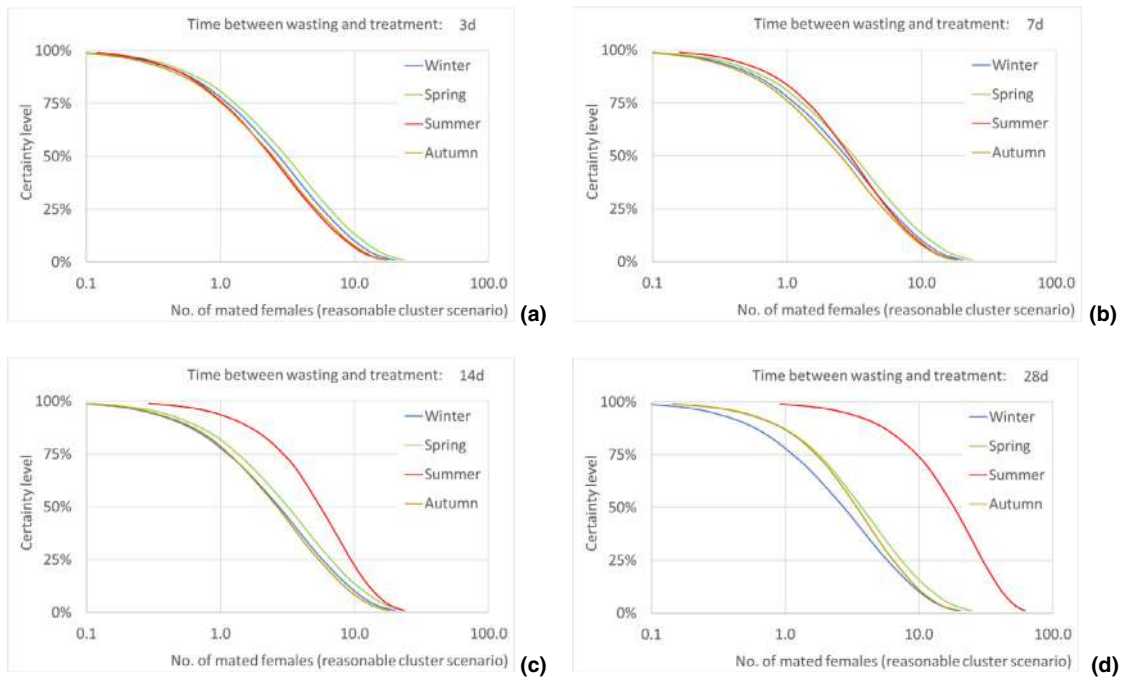 Time between wasting and treatment: 3d
100%
75%
50%
25%
0%
Certainty level
Winter
Spring
Summer
Autumn
0.1 1.0 10.0 100.0
No. of mated females (reasonable cluster scenario)
(a)
Time between wasting and treatment: 7d
100%
75%
50%
25%
0%
Certainty level
Winter
Spring
Summer
Autumn
0.1 1.0 10.0 100.0
No. of mated females (reasonable cluster scenario)
(b)
Time between wasting and treatment: 14d
100%
75%
50%
25%
0%
Certainty level
Winter
Spring
Summer
Autumn
0.1 1.0 10.0 100.0
No. of mated females (reasonable cluster scenario)
(c)
Time between wasting and treatment: 28d
100%
75%
50%
25%
0%
Certainty level
Winter
Spring
Summer
Autumn
0.1 1.0 10.0 100.0
No. of mated females (reasonable cluster scenario)
(d)